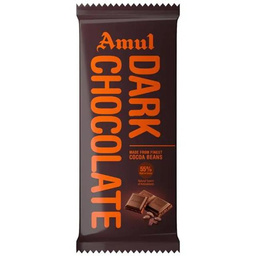 Amul
DARK
CHOCOLATE
MADE FROM FINEST
COCOA BEANS